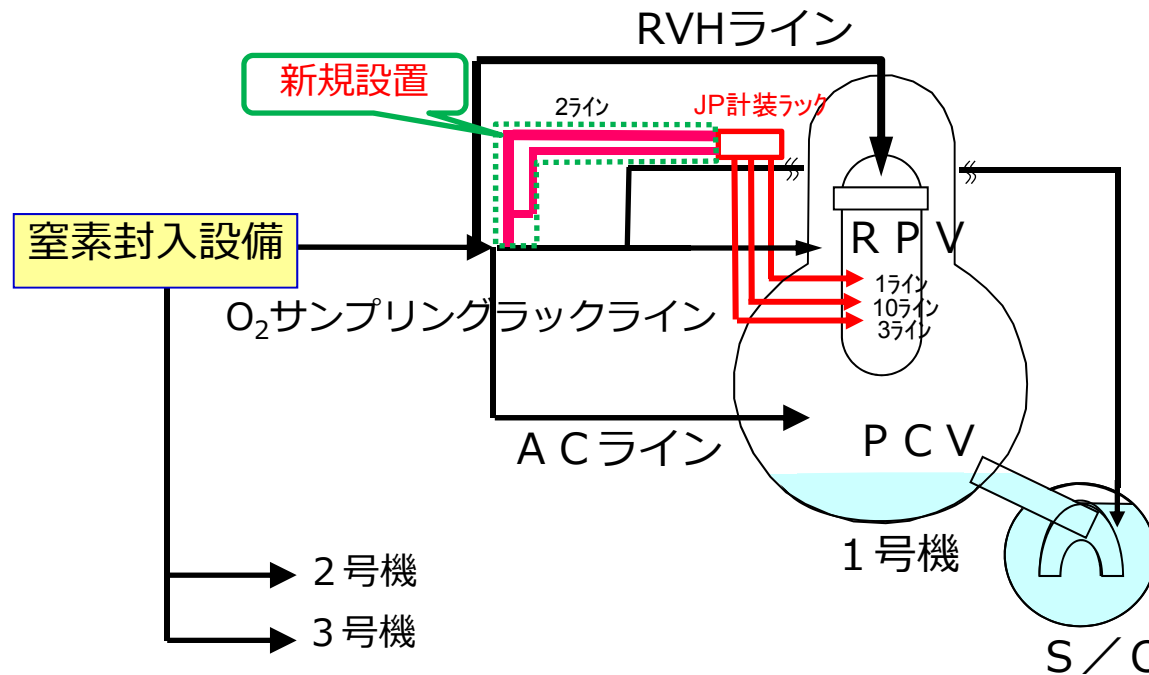 RVHライン
新規設置
2ライン
JP計装ラック
窒素封入設備
ＲＰＶ
1ライン
10ライン
3ライン
O₂サンプリングラックライン
ＡＣライン
ＰＣＶ
１号機
２号機
３号機
Ｓ／C